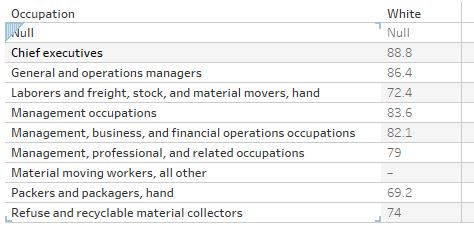 Occupation White
Null Null
Chief executives 88.8
General and operations managers 86.4
Laborers and freight, stock, and material movers, hand 72.4
Management occupations 83.6
Management, business, and financial operations occupations 82.1
Management, professional, and related occupations 79
Material moving workers, all other –
Packers and packagers, hand 69.2
Refuse and recyclable material collectors 74